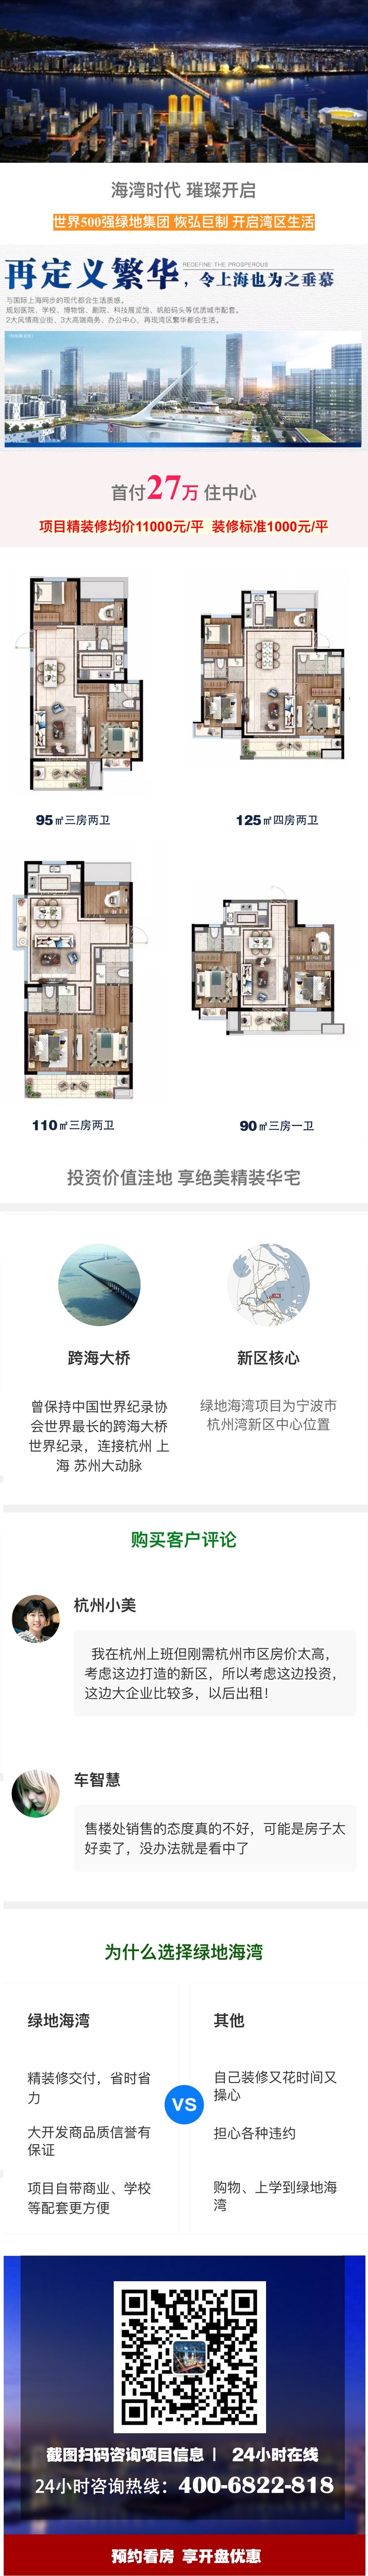 海湾时代 璀璨开启
世界500强绿地集团 恢弘巨制 开启湾区生活
再定义繁华，令上海也为之垂慕
REDEFINE THE PROSPEROUS
与国际上海同步的现代都会生活质感。
规划医院、学校、博物馆、剧院、科技展览馆、帆船码头等优质城市配套。
2大风情商业街、3大高端商务、办公中心、再现湾区繁华都会生活。
首付27万 住中心
项目精装修均价11000元/平 装修标准1000元/平
95㎡三房两卫
125㎡四房两卫
110㎡三房两卫
90㎡三房一卫
投资价值洼地 享绝美精装华宅
跨海大桥
新区核心
曾保持中国世界纪录协
会世界最长的跨海大桥
世界纪录，连接杭州 上
海 苏州大动脉
绿地海湾项目为宁波市
杭州湾新区中心位置
购买客户评论
杭州小美
我在杭州上班但刚需杭州市区房价太高，
考虑这边打造的新区，所以考虑这边投资，
这边大企业比较多，以后出租！
车智慧
售楼处销售的态度真的不好，可能是房子太
好卖了，没办法就是看中了
为什么选择绿地海湾
绿地海湾
其他
精装修交付，省时省
力
自己装修又花时间又
操心
VS
大开发商品质信誉有
保证
担心各种违约
项目自带商业、学校
等配套更方便
购物、上学到绿地海
湾
截图扫码咨询项目信息 | 24小时在线
24小时咨询热线：400-6822-818
预约看房 享开盘优惠